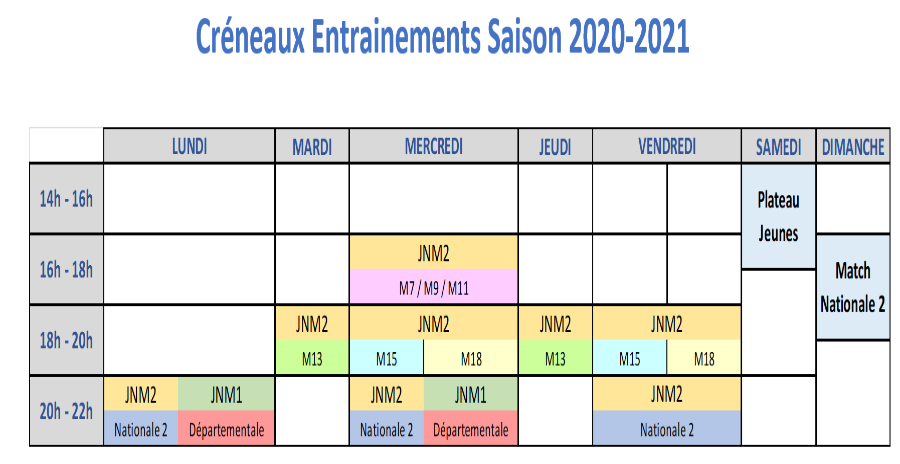 Créneaux Entrainements Saison 2020-2021
LUNDI MARDI MERCREDI JEUDI VENDREDI SAMEDI DIMANCHE
14h - 16h Plateau
Jeunes
16h - 18h JNM2 Match
M7 / M9 / M11 Nationale 2
18h - 20h JNM2 JNM2 JNM2 JNM2
M13 M15 M18 M13 M15 M18
20h - 22h JNM2 JNM1 JNM2 JNM1 JNM2
Nationale 2 Départementale Nationale 2 Départementale Nationale 2